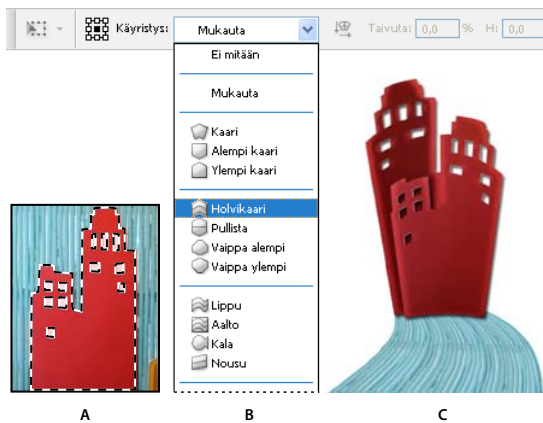 Käyristys: Mukauta Taivuta: 0,0 % H: 0,0
Ei mitään
Mukauta
Kaari
Alempi kaari
Ylempi kaari
Holvikaari
Pullista
Vaippa alempi
Vaippa ylempi
Lippu
Aalto
Kala
Nousu
A B C